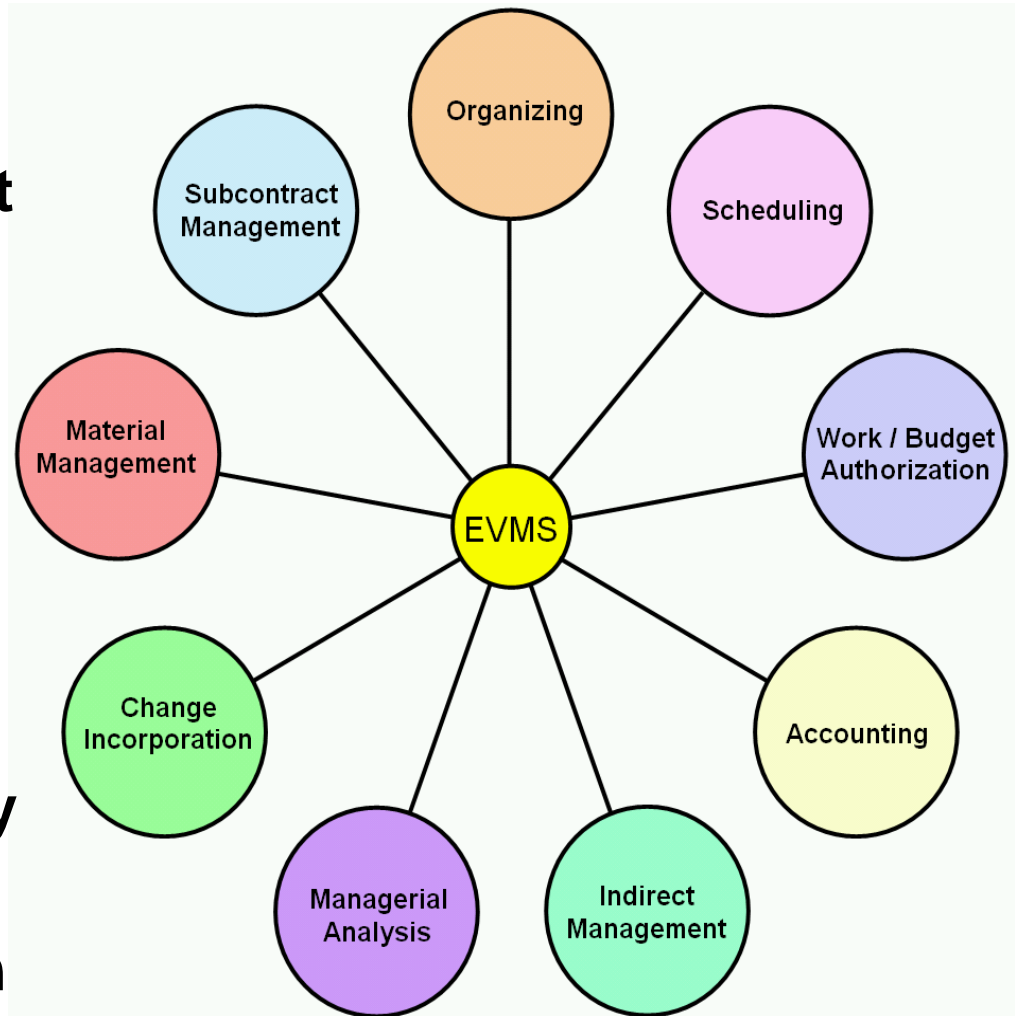 Organizing
Subcontract
Management
Scheduling
t
Material
Management
Work / Budget
Authorization
EVMS
Change
Incorporation
Accounting
y
Managerial
Analysis
Indirect
Management
n